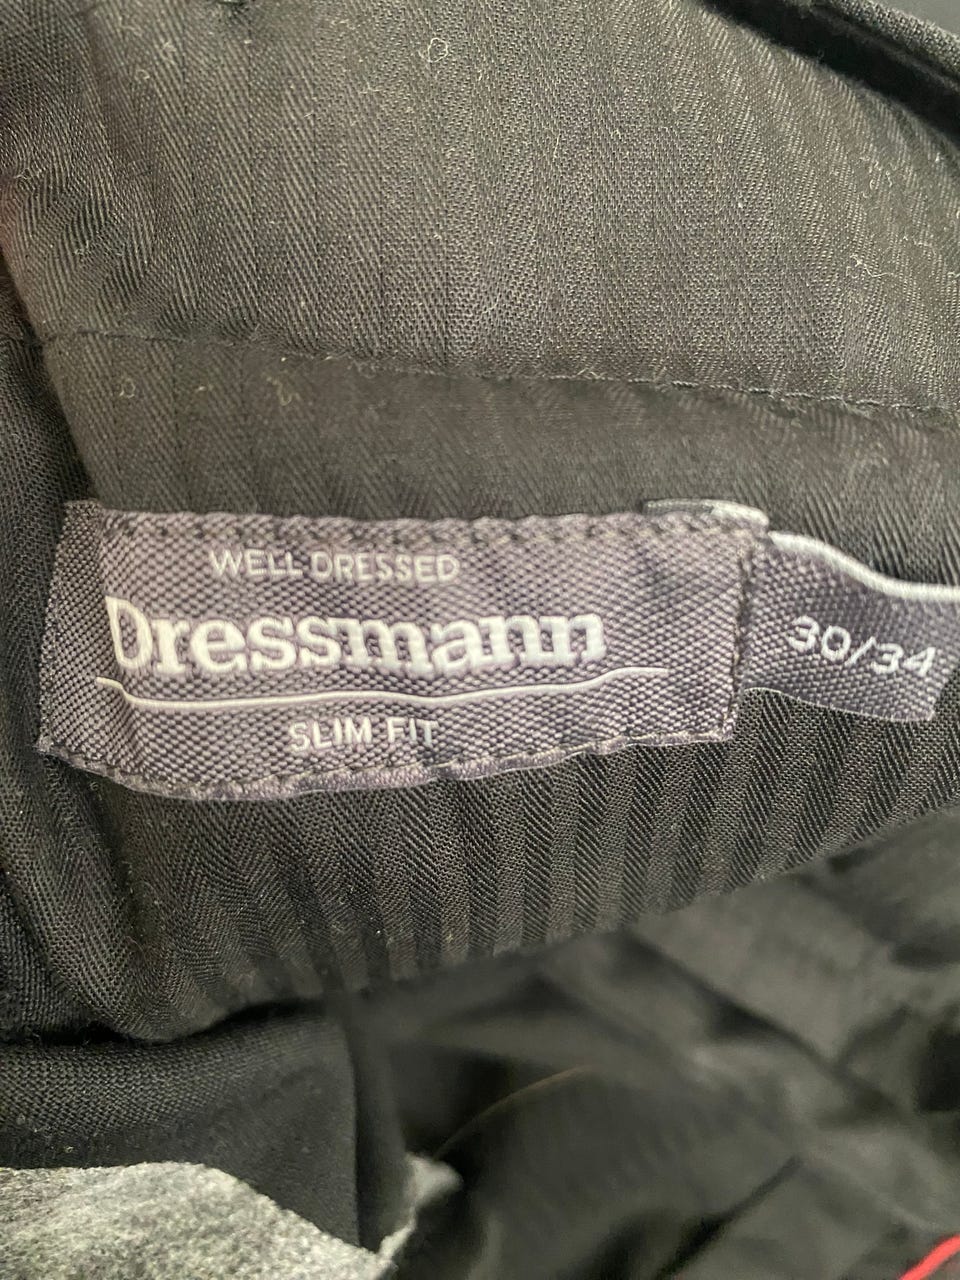 WELL DRESSED
Dressmann
SLIM FIT
30/34